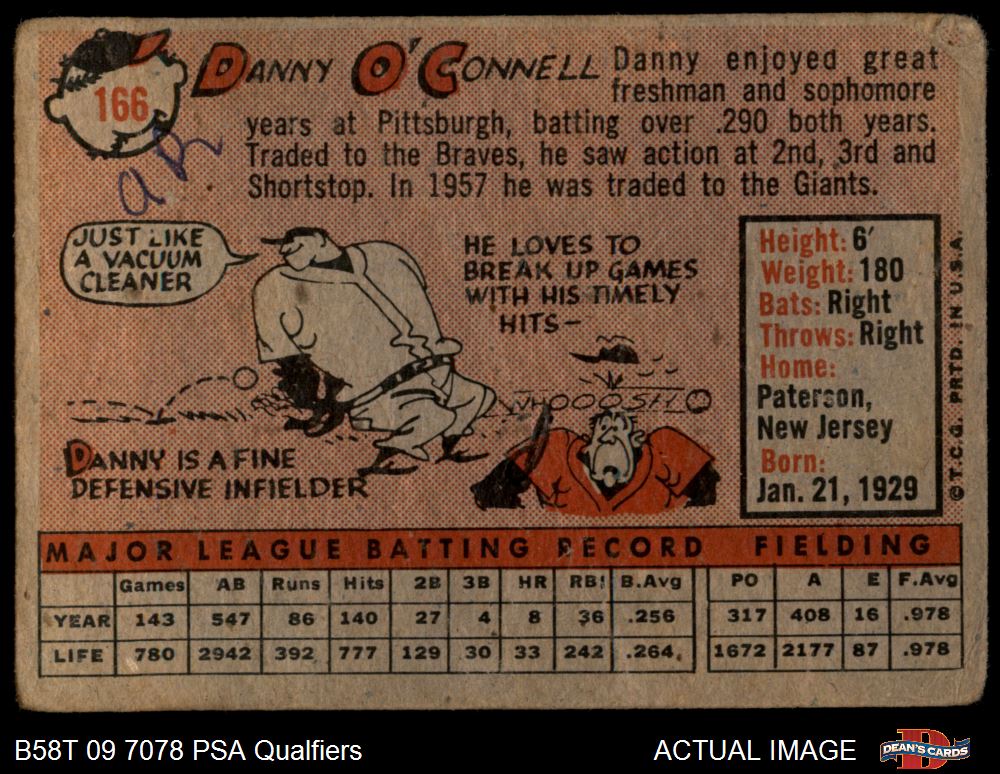 166
DANNY O'CONNELL
Danny enjoyed great
freshman and sophomore
years at Pittsburgh, batting over .290 both years.
Traded to the Braves, he saw action at 2nd, 3rd and
Shortstop. In 1957 he was traded to the Giants.
JUST LIKE
A VACUUM
CLEANER
HE LOVES TO
BREAK UP GAMES
WITH HIS TIMELY
HITS-
WHOOOSH
DANNY IS A FINE
DEFENSIVE INFIELDER
Height: 6'
Weight: 180
Bats: Right
Throws: Right
Home:
Paterson,
New Jersey
Born:
Jan. 21, 1929
© T.C.G. PRTD. IN U.S.A.
MAJOR LEAGUE BATTING RECORD FIELDING
Games AB Runs Hits 2B 3B HR RBI B.Avg PO A E F.Avg
YEAR 143 547 86 140 27 4 8 36 .256 317 408 16 .978
LIFE 780 2942 392 777 129 30 33 242 .264 1672 2177 87 .978
B58T 09 7078 PSA Qualfiers
ACTUAL IMAGE
DEAN'S CARDS